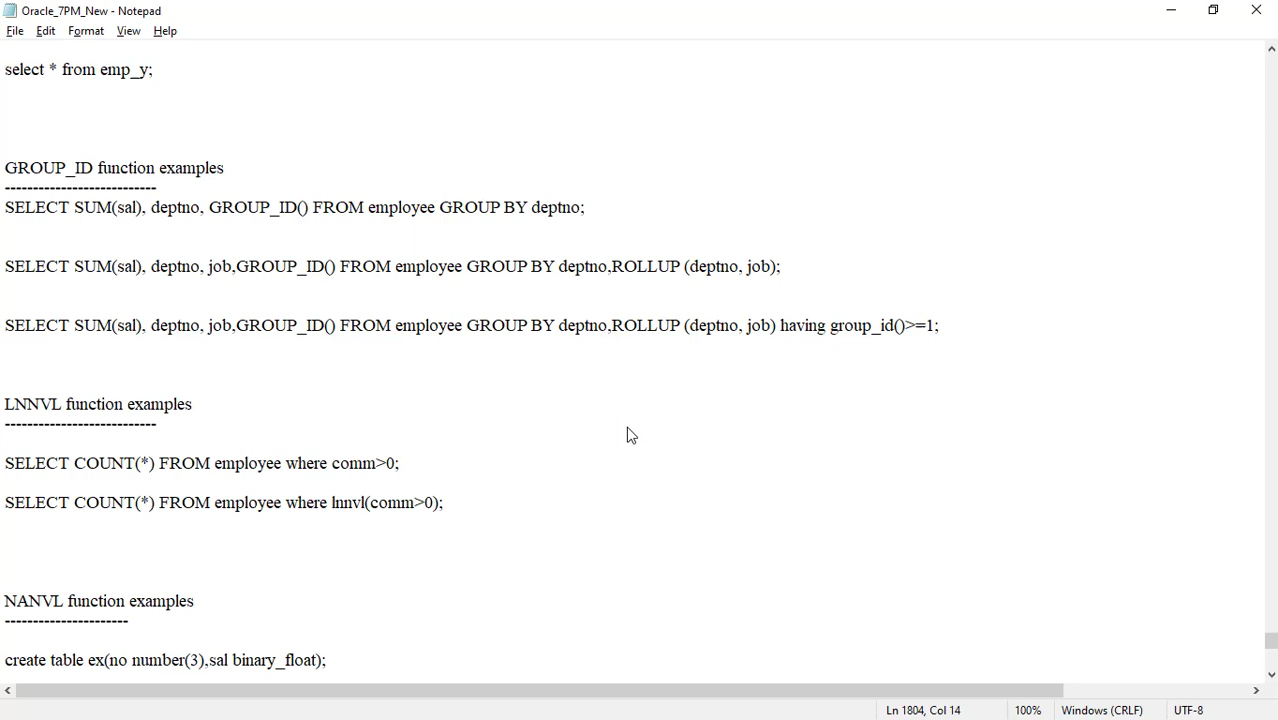 Oracle_7PM_New - Notepad
File Edit Format View Help
select * from emp_y;
GROUP_ID function examples
---------------------------
SELECT SUM(sal), deptno, GROUP_ID() FROM employee GROUP BY deptno;
SELECT SUM(sal), deptno, job,GROUP_ID() FROM employee GROUP BY deptno,ROLLUP (deptno, job);
SELECT SUM(sal), deptno, job,GROUP_ID() FROM employee GROUP BY deptno,ROLLUP (deptno, job) having group_id()>=1;
LNNVL function examples
---------------------------
SELECT COUNT(*) FROM employee where comm>0;
SELECT COUNT(*) FROM employee where lnnvl(comm>0);
NANVL function examples
----------------------
create table ex(no number(3),sal binary_float);
Ln 1804, Col 14 100% Windows (CRLF) UTF-8